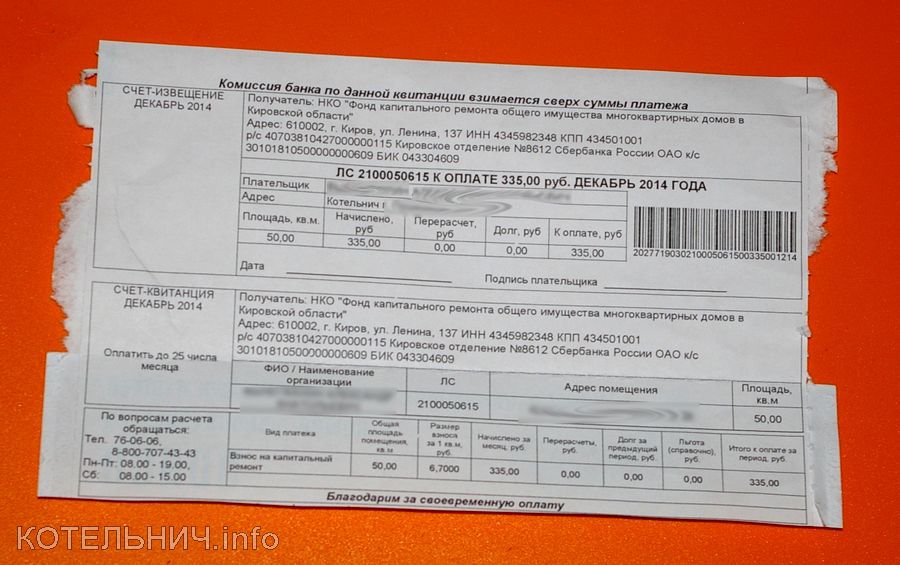 Комиссия банка по данной квитанции взимается сверх суммы платежа
СЧЕТ-ИЗВЕЩЕНИЕ
ДЕКАБРЬ 2014
Получатель: НКО "Фонд капитального ремонта общего имущества многоквартирных домов в
Кировской области"
Адрес: 610002, г. Киров, ул. Ленина, 137 ИНН 4345982348 КПП 434501001
р/с 40703810427000000115 Кировское отделение №8612 Сбербанка России ОАО к/с
30101810500000000609 БИК 043304609
ЛС 2100050615 К ОПЛАТЕ 335,00 руб. ДЕКАБРЬ 2014 ГОДА
Плательщик
Адрес Котельнич
Площадь, кв.м. Начислено, руб Перерасчет, руб Долг, руб К оплате, руб
50,00 335,00 0,00 0,00 335,00
2027719030210005061500335001214
Дата Подпись плательщика
СЧЕТ-КВИТАНЦИЯ
ДЕКАБРЬ 2014
Оплатить до 25 числа
месяца
Получатель: НКО "Фонд капитального ремонта общего имущества многоквартирных домов в
Кировской области"
Адрес: 610002, г. Киров, ул. Ленина, 137 ИНН 4345982348 КПП 434501001
р/с 40703810427000000115 Кировское отделение №8612 Сбербанка России ОАО к/с
30101810500000000609 БИК 043304609
ФИО / Наименование организации ЛС Адрес помещения Площадь, кв.м
2100050615 50,00
По вопросам расчета
обращаться:
Тел. 76-06-06,
8-800-707-43-43
Пн-Пт: 08.00 - 19.00,
Сб: 08.00 - 15.00
Вид платежа Общая площадь помещения, кв.м Размер взноса за 1 кв.м, руб Начислено за месяц, руб. Перерасчеты, руб. Долг за предыдущий период, руб. Льгота (справочно), руб. Итого к оплате за период, руб.
Взнос на капитальный ремонт 50,00 6,7000 335,00 0,00 0,00 0,00 335,00
Благодарим за своевременную оплату
КОТЕЛЬНИЧ.info